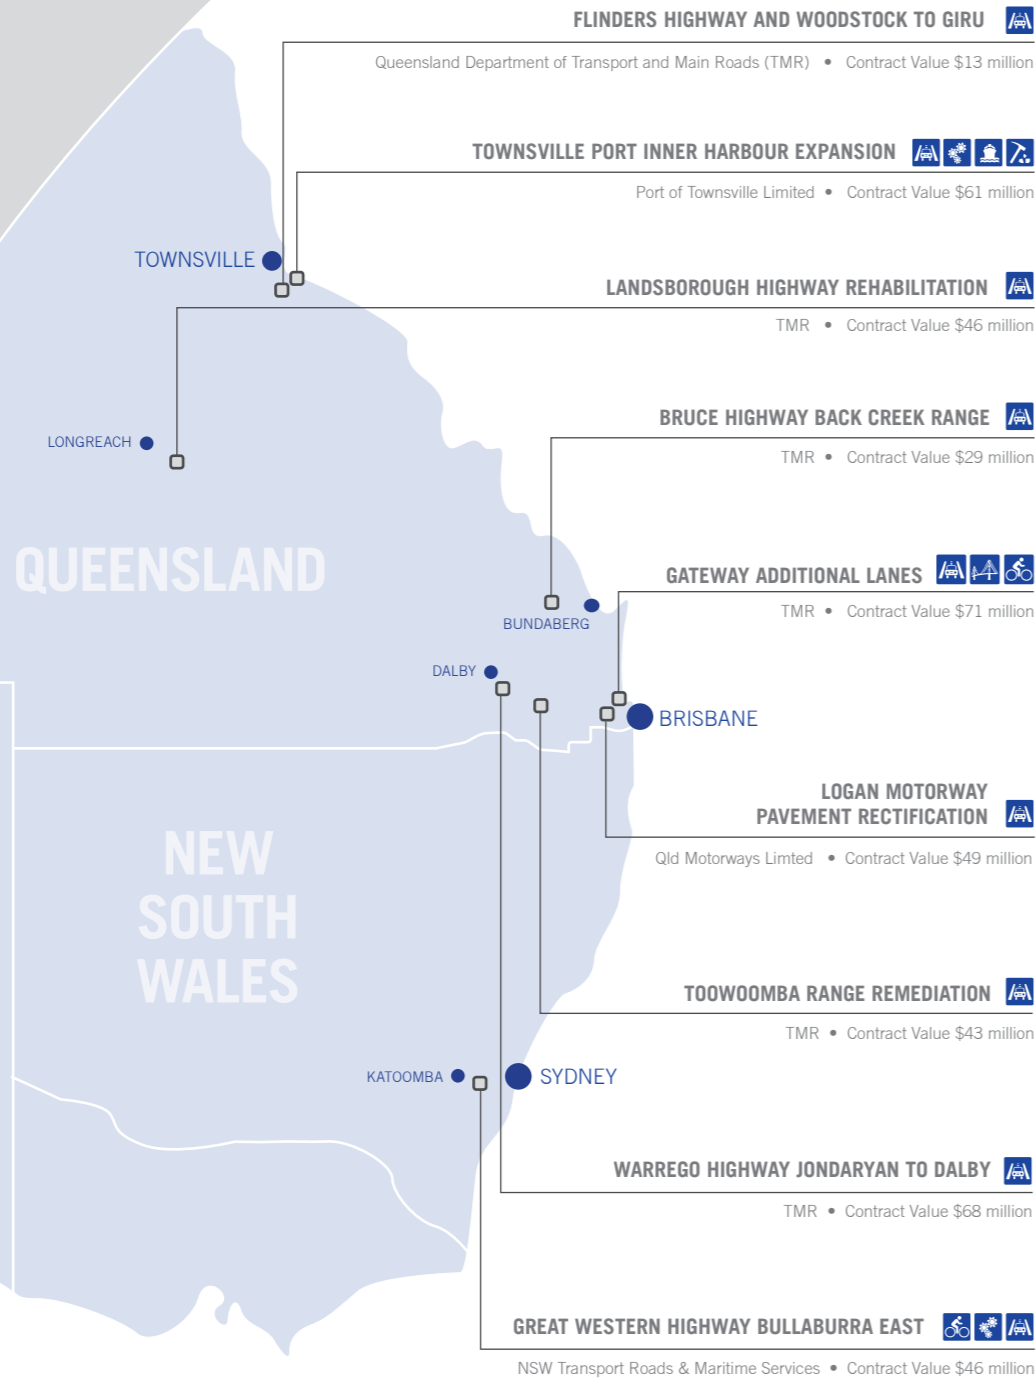 FLINDERS HIGHWAY AND WOODSTOCK TO GIRU
Queensland Department of Transport and Main Roads (TMR) • Contract Value $13 million
TOWNSVILLE PORT INNER HARBOUR EXPANSION
Port of Townsville Limited • Contract Value $61 million
TOWNSVILLE
LANDSBOROUGH HIGHWAY REHABILITATION
TMR • Contract Value $46 million
BRUCE HIGHWAY BACK CREEK RANGE
LONGREACH
TMR • Contract Value $29 million
QUEENSLAND
GATEWAY ADDITIONAL LANES
TMR • Contract Value $71 million
BUNDABERG
DALBY
BRISBANE
LOGAN MOTORWAY
PAVEMENT RECTIFICATION
Qld Motorways Limted • Contract Value $49 million
NEW
SOUTH
WALES
TOOWOOMBA RANGE REMEDIATION
TMR • Contract Value $43 million
KATOOMBA
SYDNEY
WARREGO HIGHWAY JONDARYAN TO DALBY
TMR • Contract Value $68 million
GREAT WESTERN HIGHWAY BULLABURRA EAST
NSW Transport Roads & Maritime Services • Contract Value $46 million